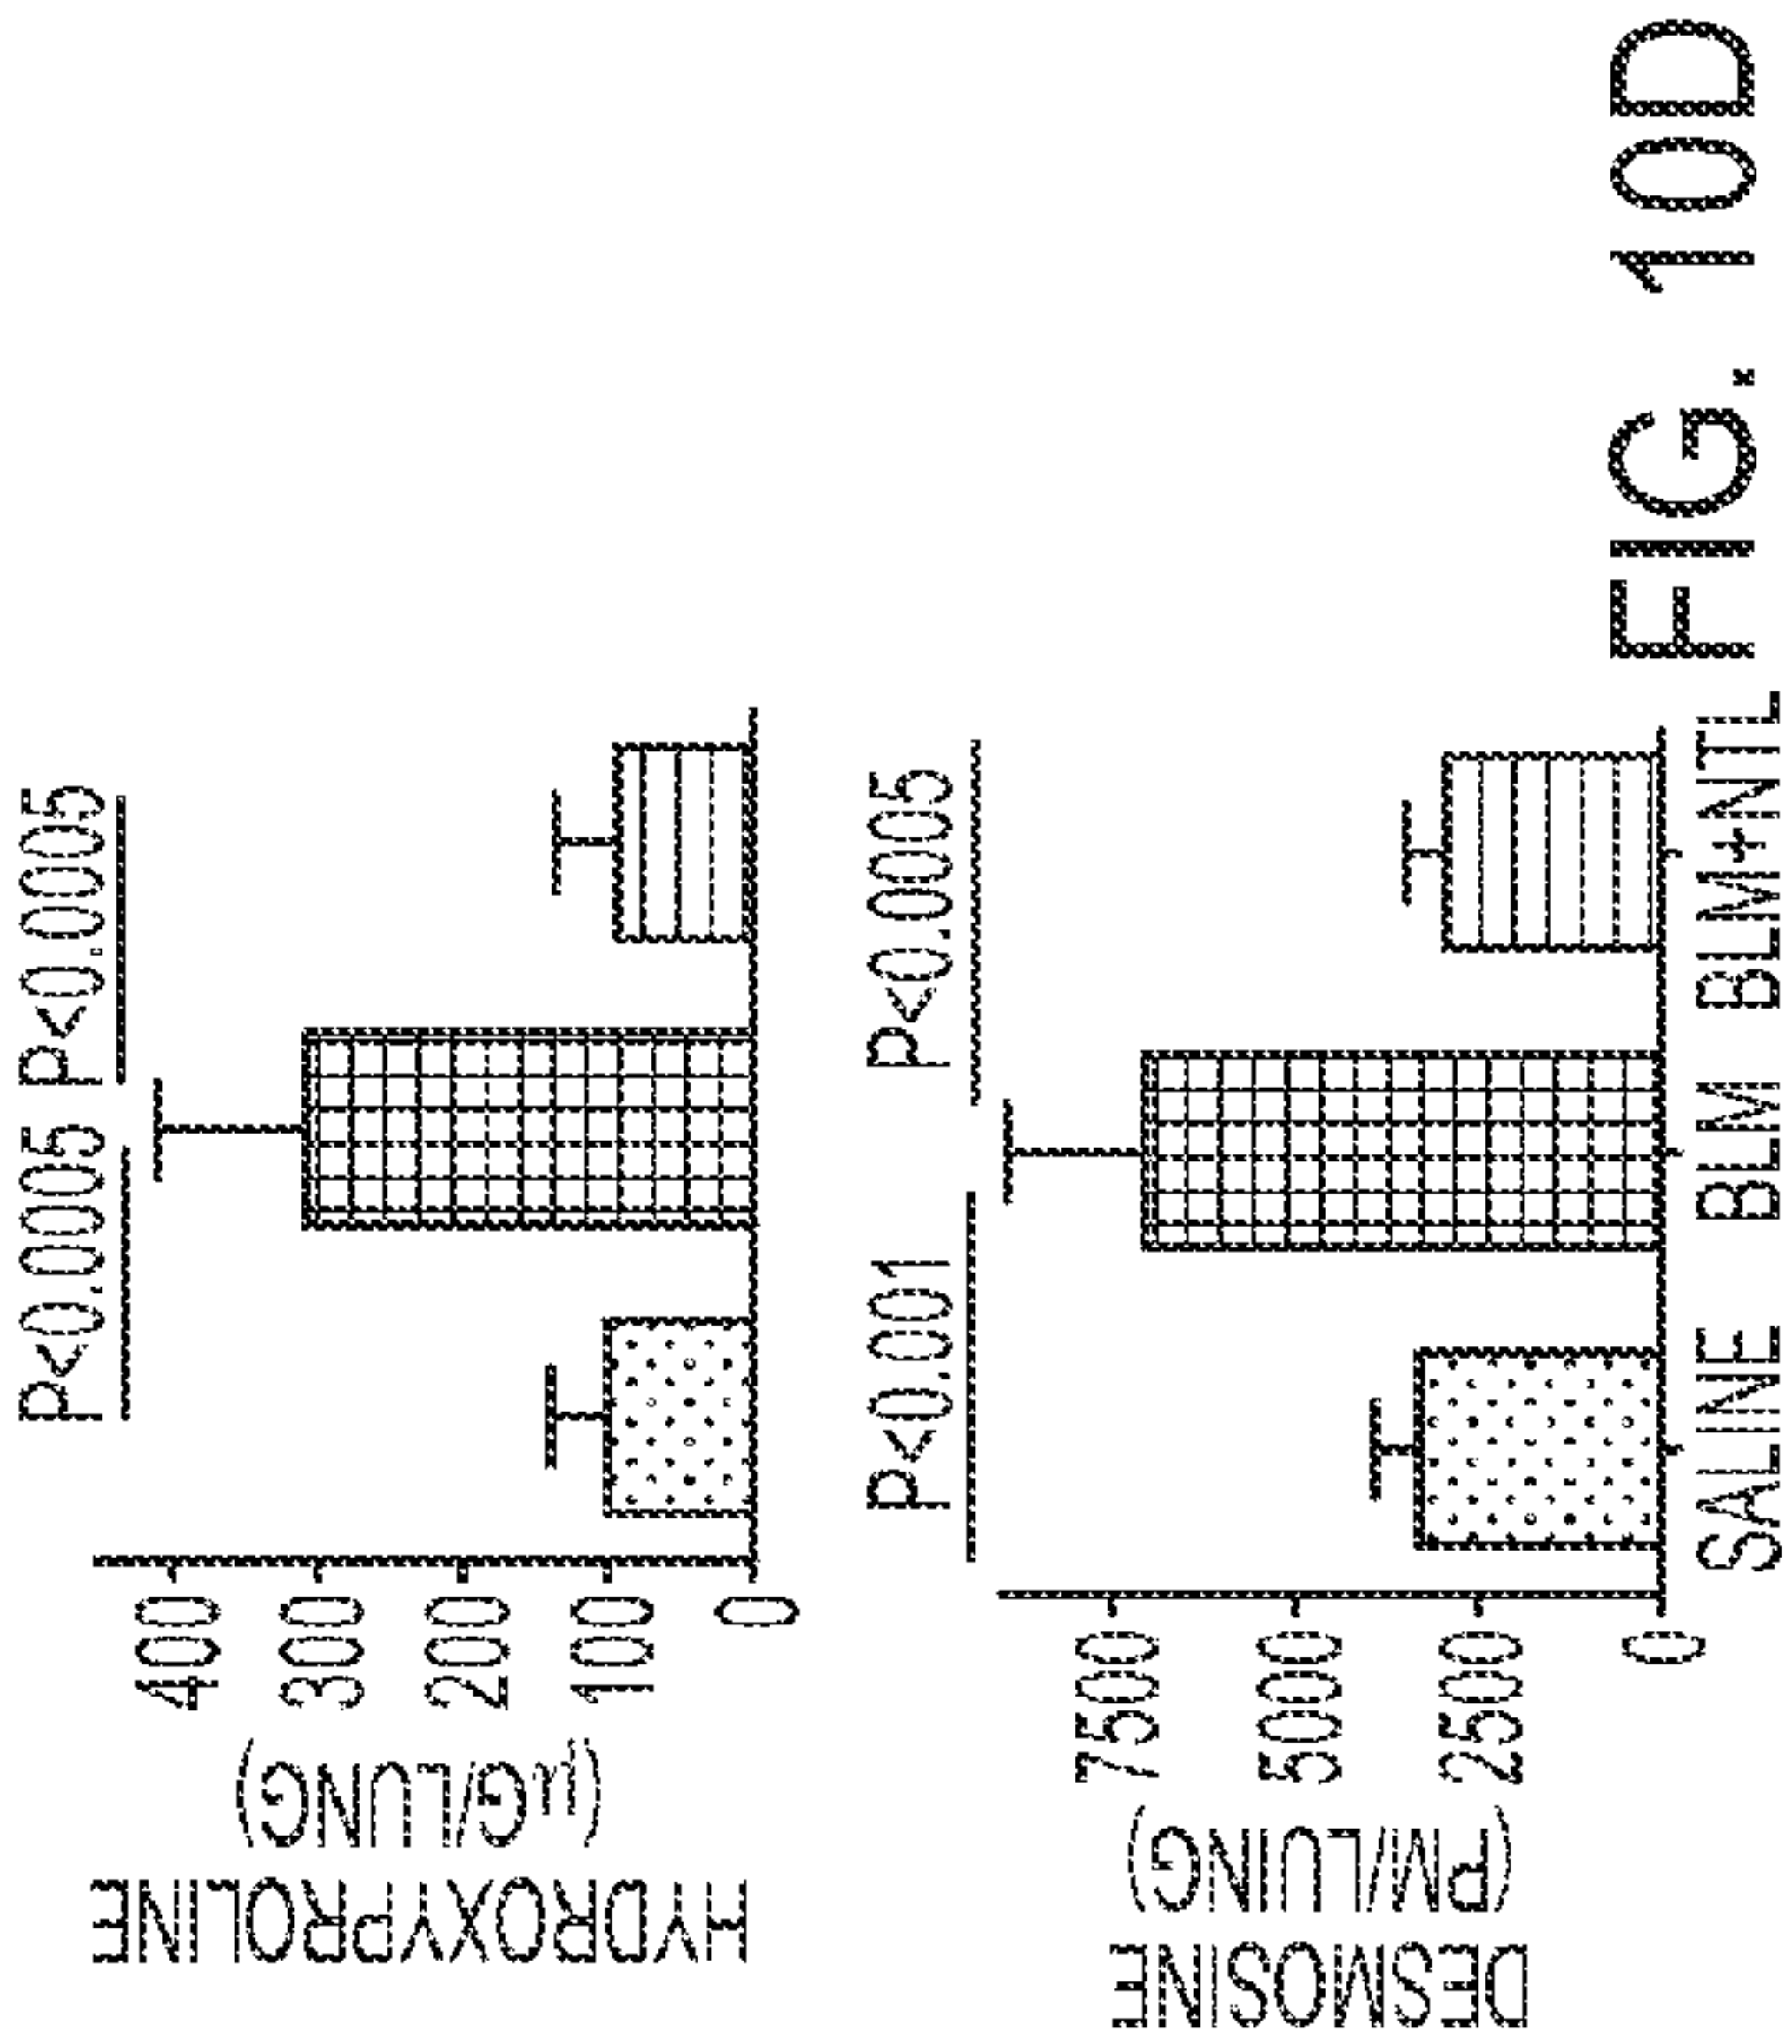 HYDROXYPROLINE
(µG/LUNG)
400
300
200
100
0
P<0.0005 P<0.0005
DESMOSINE
(PM/LUING)
7500
5000
2500
0
P<0.001 P<0.0005
SALINE BLM BLM+NTL
FIG. 10D